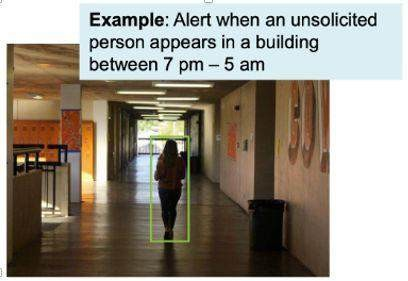 Example: Alert when an unsolicited
person appears in a building
between 7 pm – 5 am